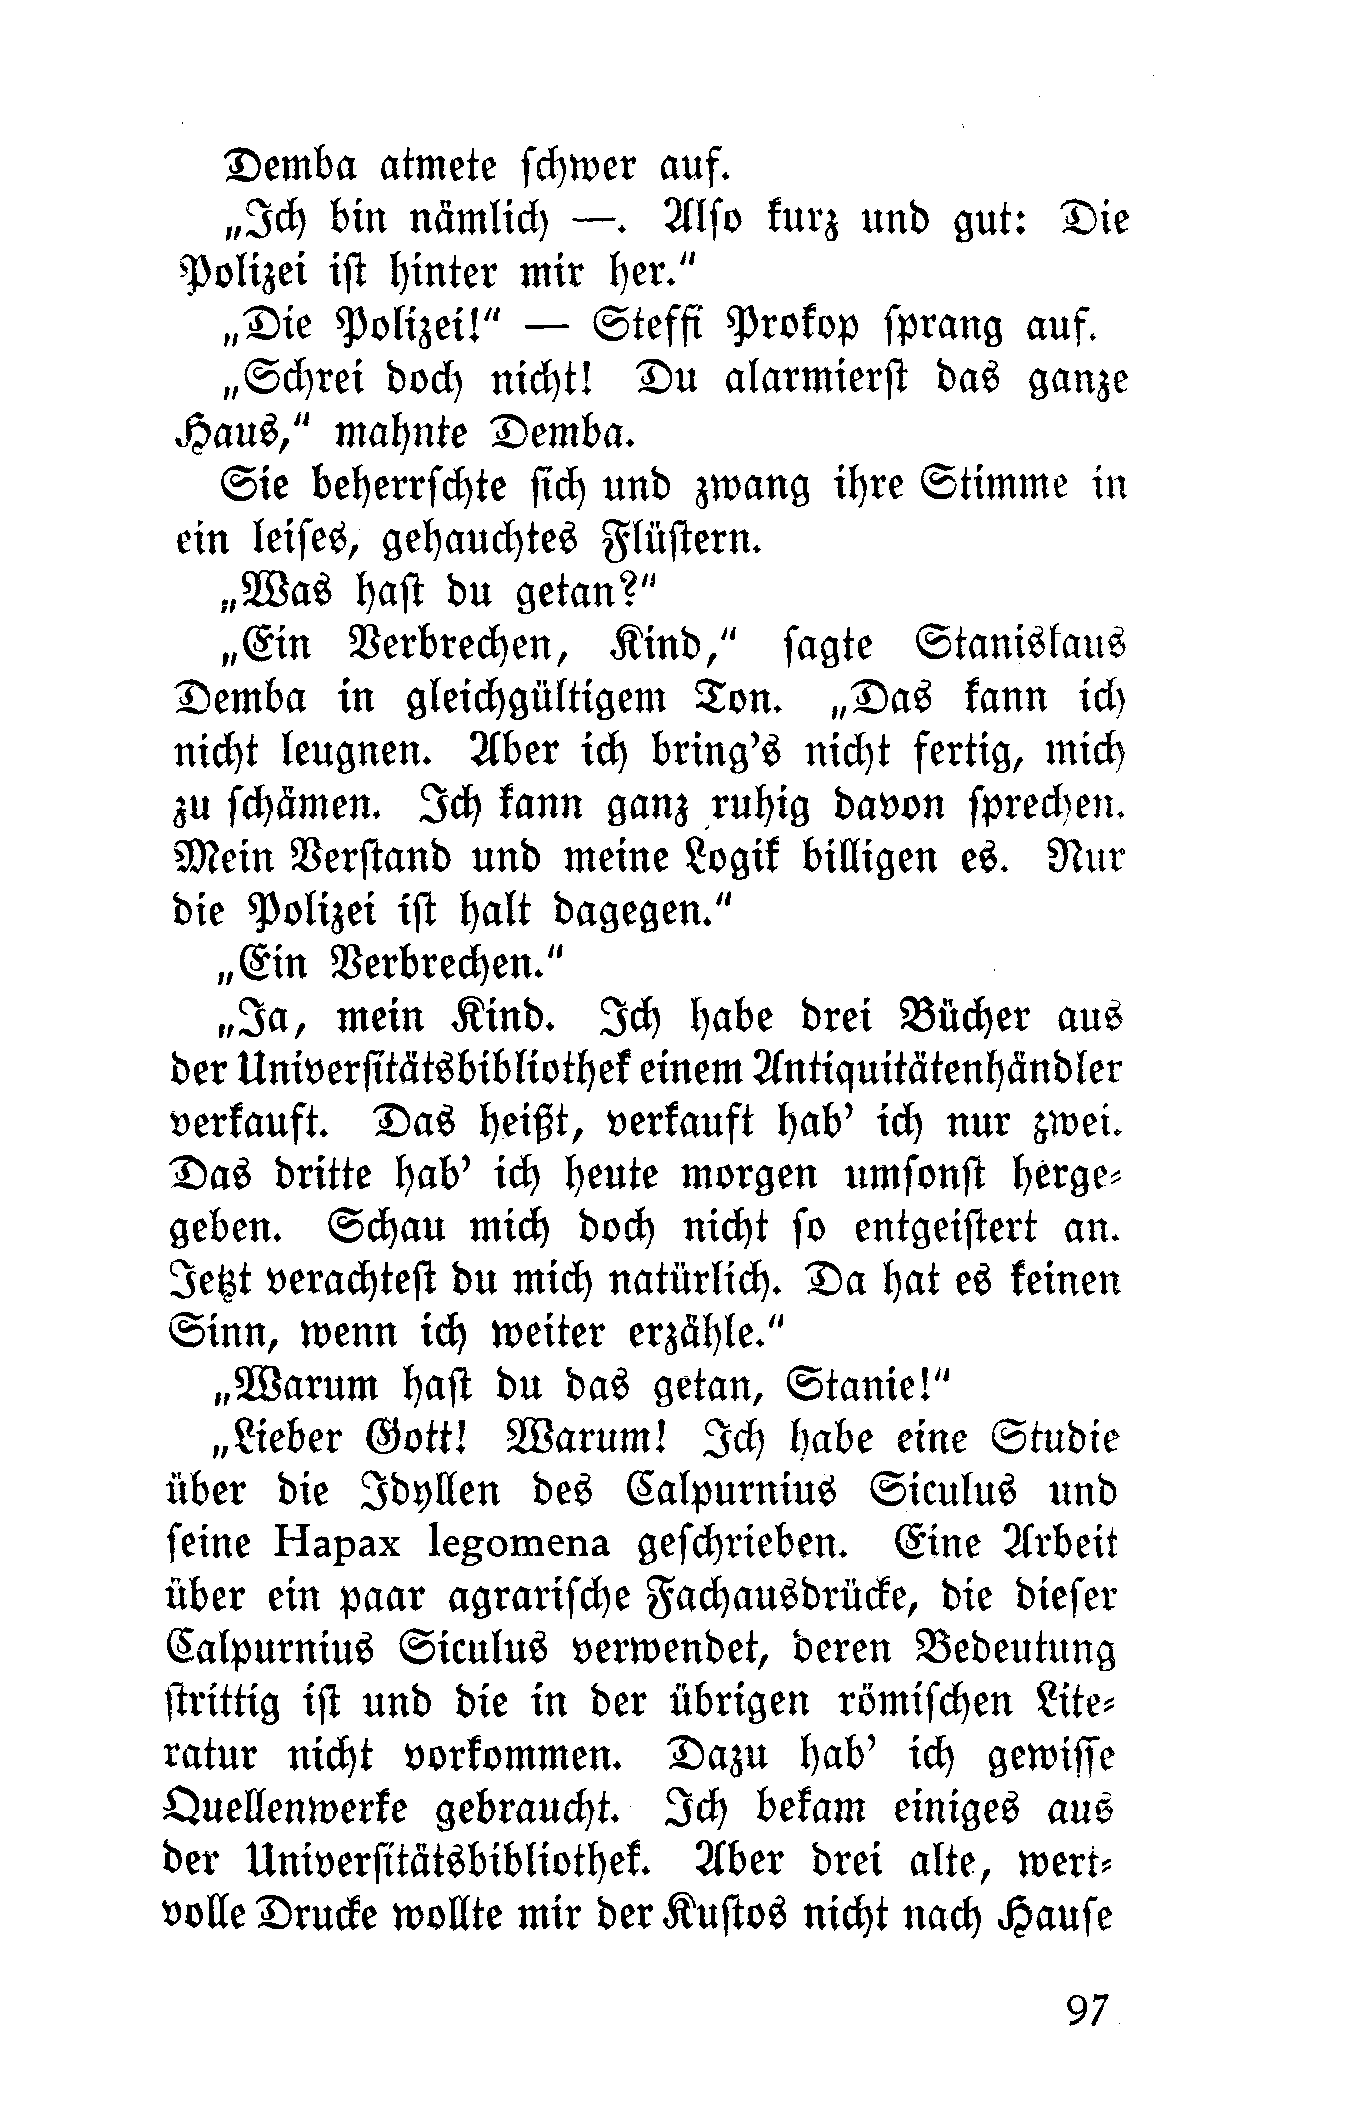 Demba atmete schwer auf.
„Ich bin nämlich —. Also kurz und gut: Die
Polizei ist hinter mir her."
„Die Polizei!" — Steffi Prokop sprang auf.
„Schrei doch nicht! Du alarmierst das ganze
Haus," mahnte Demba.
Sie beherrschte sich und zwang ihre Stimme in
ein leises, gehauchtes Flüstern.
„Was hast du getan?"
„Ein Verbrechen, Kind," sagte Stanislaus
Demba in gleichgültigem Ton. „Das kann ich
nicht leugnen. Aber ich bring's nicht fertig, mich
zu schämen. Ich kann ganz ruhig davon sprechen.
Mein Verstand und meine Logik billigen es. Nur
die Polizei ist halt dagegen."
„Ein Verbrechen."
„Ja, mein Kind. Ich habe drei Bücher aus
der Universitätsbibliothek einem Antiquitätenhändler
verkauft. Das heißt, verkauft hab' ich nur zwei.
Das dritte hab' ich heute morgen umsonst herge-
geben. Schau mich doch nicht so entgeistert an.
Jetzt verachtest du mich natürlich. Da hat es keinen
Sinn, wenn ich weiter erzähle."
„Warum hast du das getan, Stanie!"
„Lieber Gott! Warum! Ich habe eine Studie
über die Idyllen des Calpurnius Siculus und
seine Hapax legomena geschrieben. Eine Arbeit
über ein paar agrarische Fachausdrücke, die dieser
Calpurnius Siculus verwendet, deren Bedeutung
strittig ist und die in der übrigen römischen Lite-
ratur nicht vorkommen. Dazu hab' ich gewisse
Quellenwerke gebraucht. Ich bekam einiges aus
der Universitätsbibliothek. Aber drei alte, wert-
volle Drucke wollte mir der Kustos nicht nach Hause
97